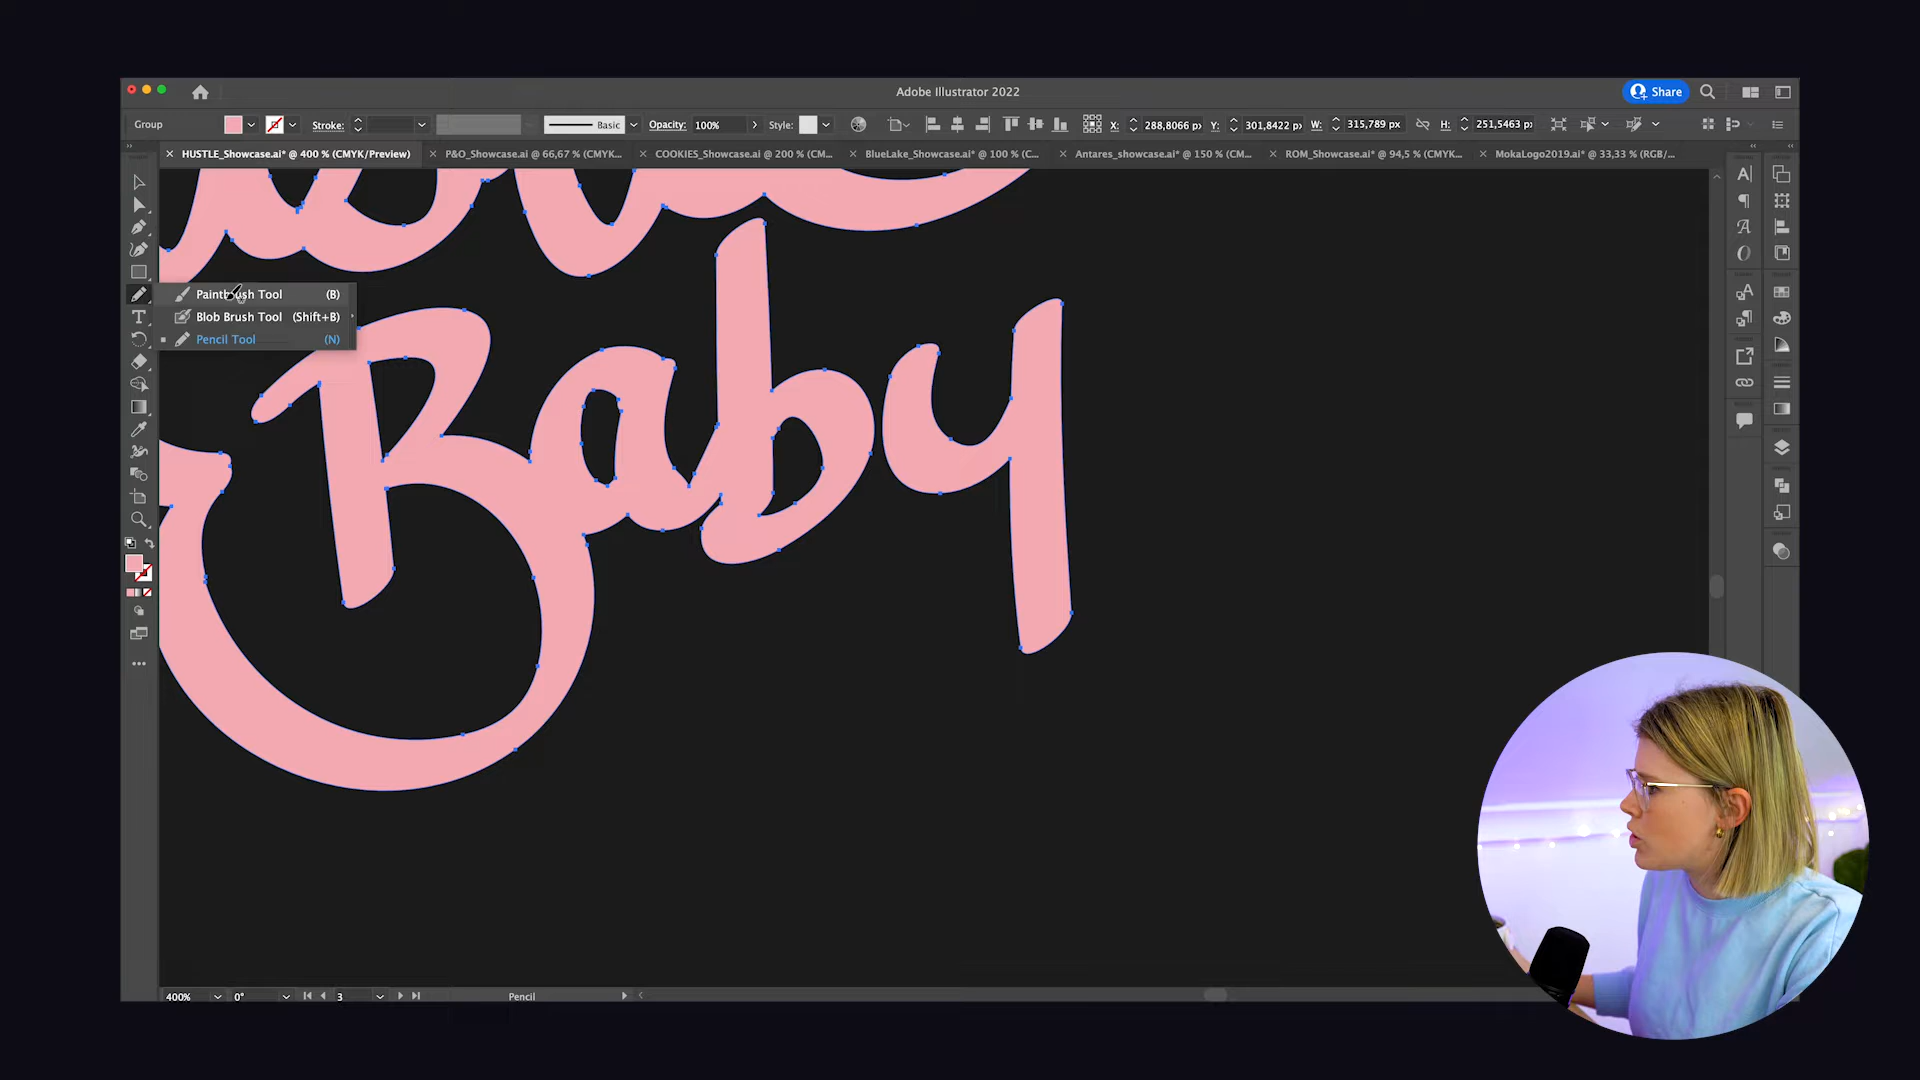 Adobe Illustrator 2022
Share
Group
Stroke:
Basic
Opacity:
100%
Style:
X:
288,8066 p
Y:
301,8422 p
W:
315,789 px
H:
251,5463 p
HUSTLE_Showcase.ai* @ 400 % (CMYK/Preview)
P&O_Showcase.ai @ 66,67 % (CMYK...
COOKIES_Showcase.ai @ 200 % (CM...
BlueLake_Showcase.ai* @ 100 % (C...
Antares_showcase.ai* @ 150 % (CM...
ROM_Showcase.ai* @ 94,5 % (CMYK...
MokaLogo2019.ai* @ 33,33 % (RGB/...
Paintbrush Tool (B)
Blob Brush Tool (Shift+B)
Pencil Tool (N)
Baby
400%
0°
3
Pencil